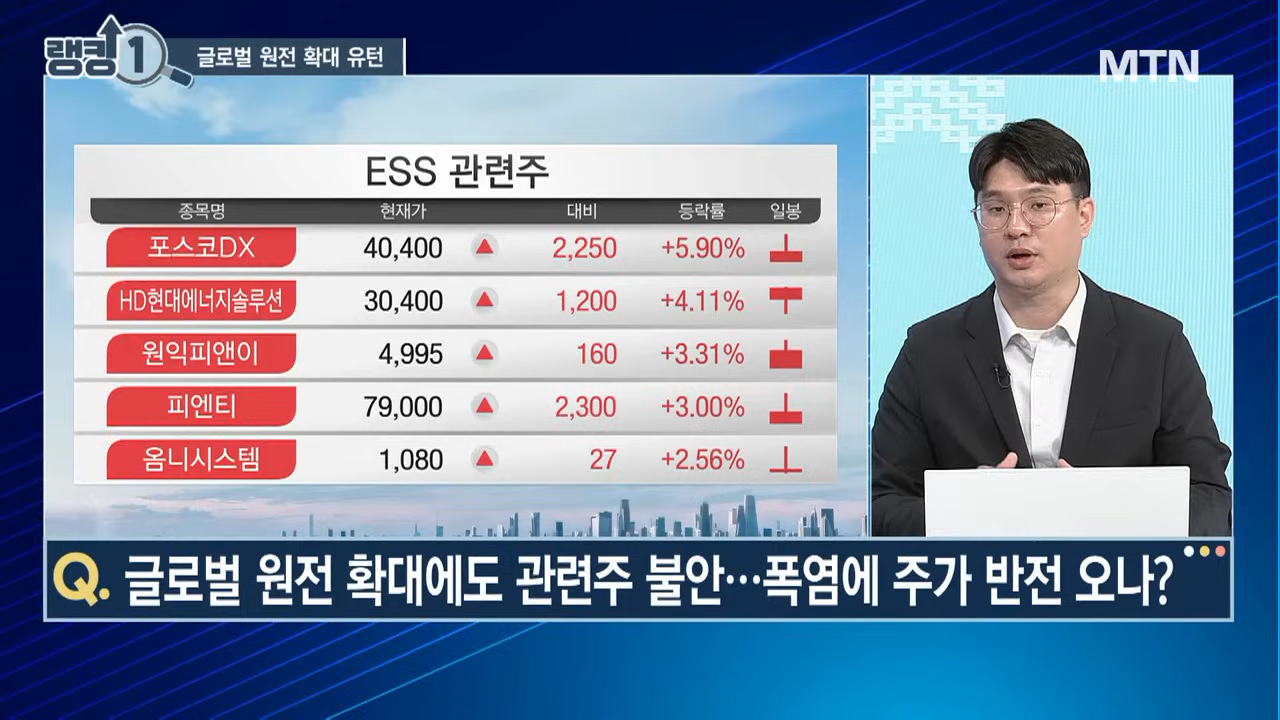 랭킹1
글로벌 원전 확대 유턴
MTN
ESS 관련주
종목명 현재가 대비 등락률 일봉
포스코DX 40,400 ▲ 2,250 +5.90%
HD현대에너지솔루션 30,400 ▲ 1,200 +4.11%
원익피앤이 4,995 ▲ 160 +3.31%
피엔티 79,000 ▲ 2,300 +3.00%
옴니시스템 1,080 ▲ 27 +2.56%
Q. 글로벌 원전 확대에도 관련주 불안…폭염에 주가 반전 오나?